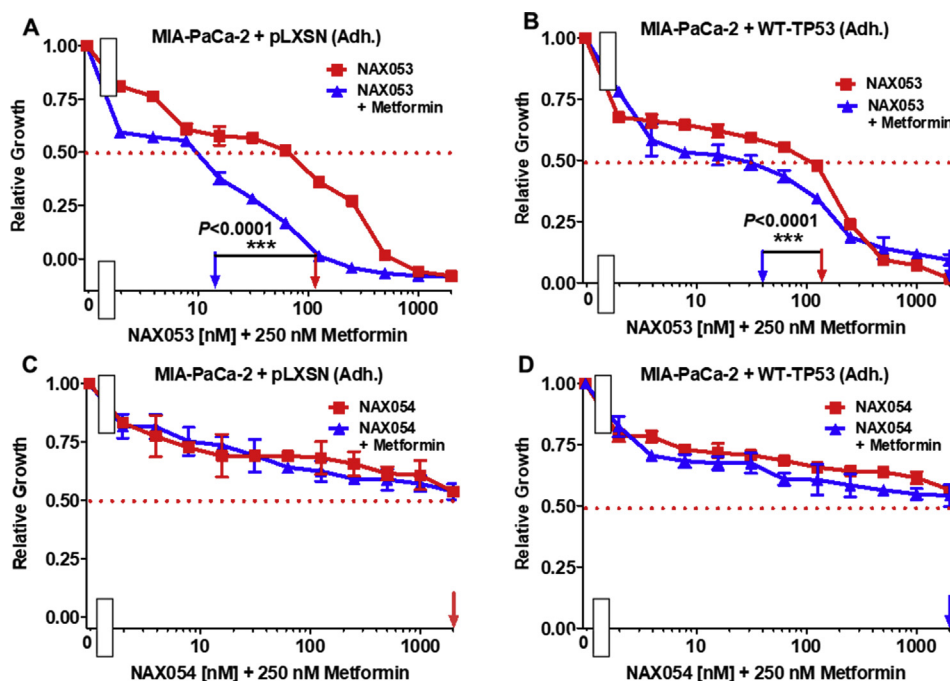 A
MIA-PaCa-2 + pLXSN (Adh.)
1.00
0.75
0.50
0.25
0.00
Relative Growth
NAX053
NAX053
+ Metformin
P<0.0001
***
0 10 100 1000
NAX053 [nM] + 250 nM Metformin
B
MIA-PaCa-2 + WT-TP53 (Adh.)
1.00
0.75
0.50
0.25
0.00
Relative Growth
NAX053
NAX053
+ Metformin
P<0.0001
***
0 10 100 1000
NAX053 [nM] + 250 nM Metformin
C
MIA-PaCa-2 + pLXSN (Adh.)
1.00
0.75
0.50
0.25
0.00
Relative Growth
NAX054
NAX054
+ Metformin
0 10 100 1000
NAX054 [nM] + 250 nM Metformin
D
MIA-PaCa-2 + WT-TP53 (Adh.)
1.00
0.75
0.50
0.25
0.00
Relative Growth
NAX054
NAX054
+ Metformin
0 10 100 1000
NAX054 [nM] + 250 nM Metformin